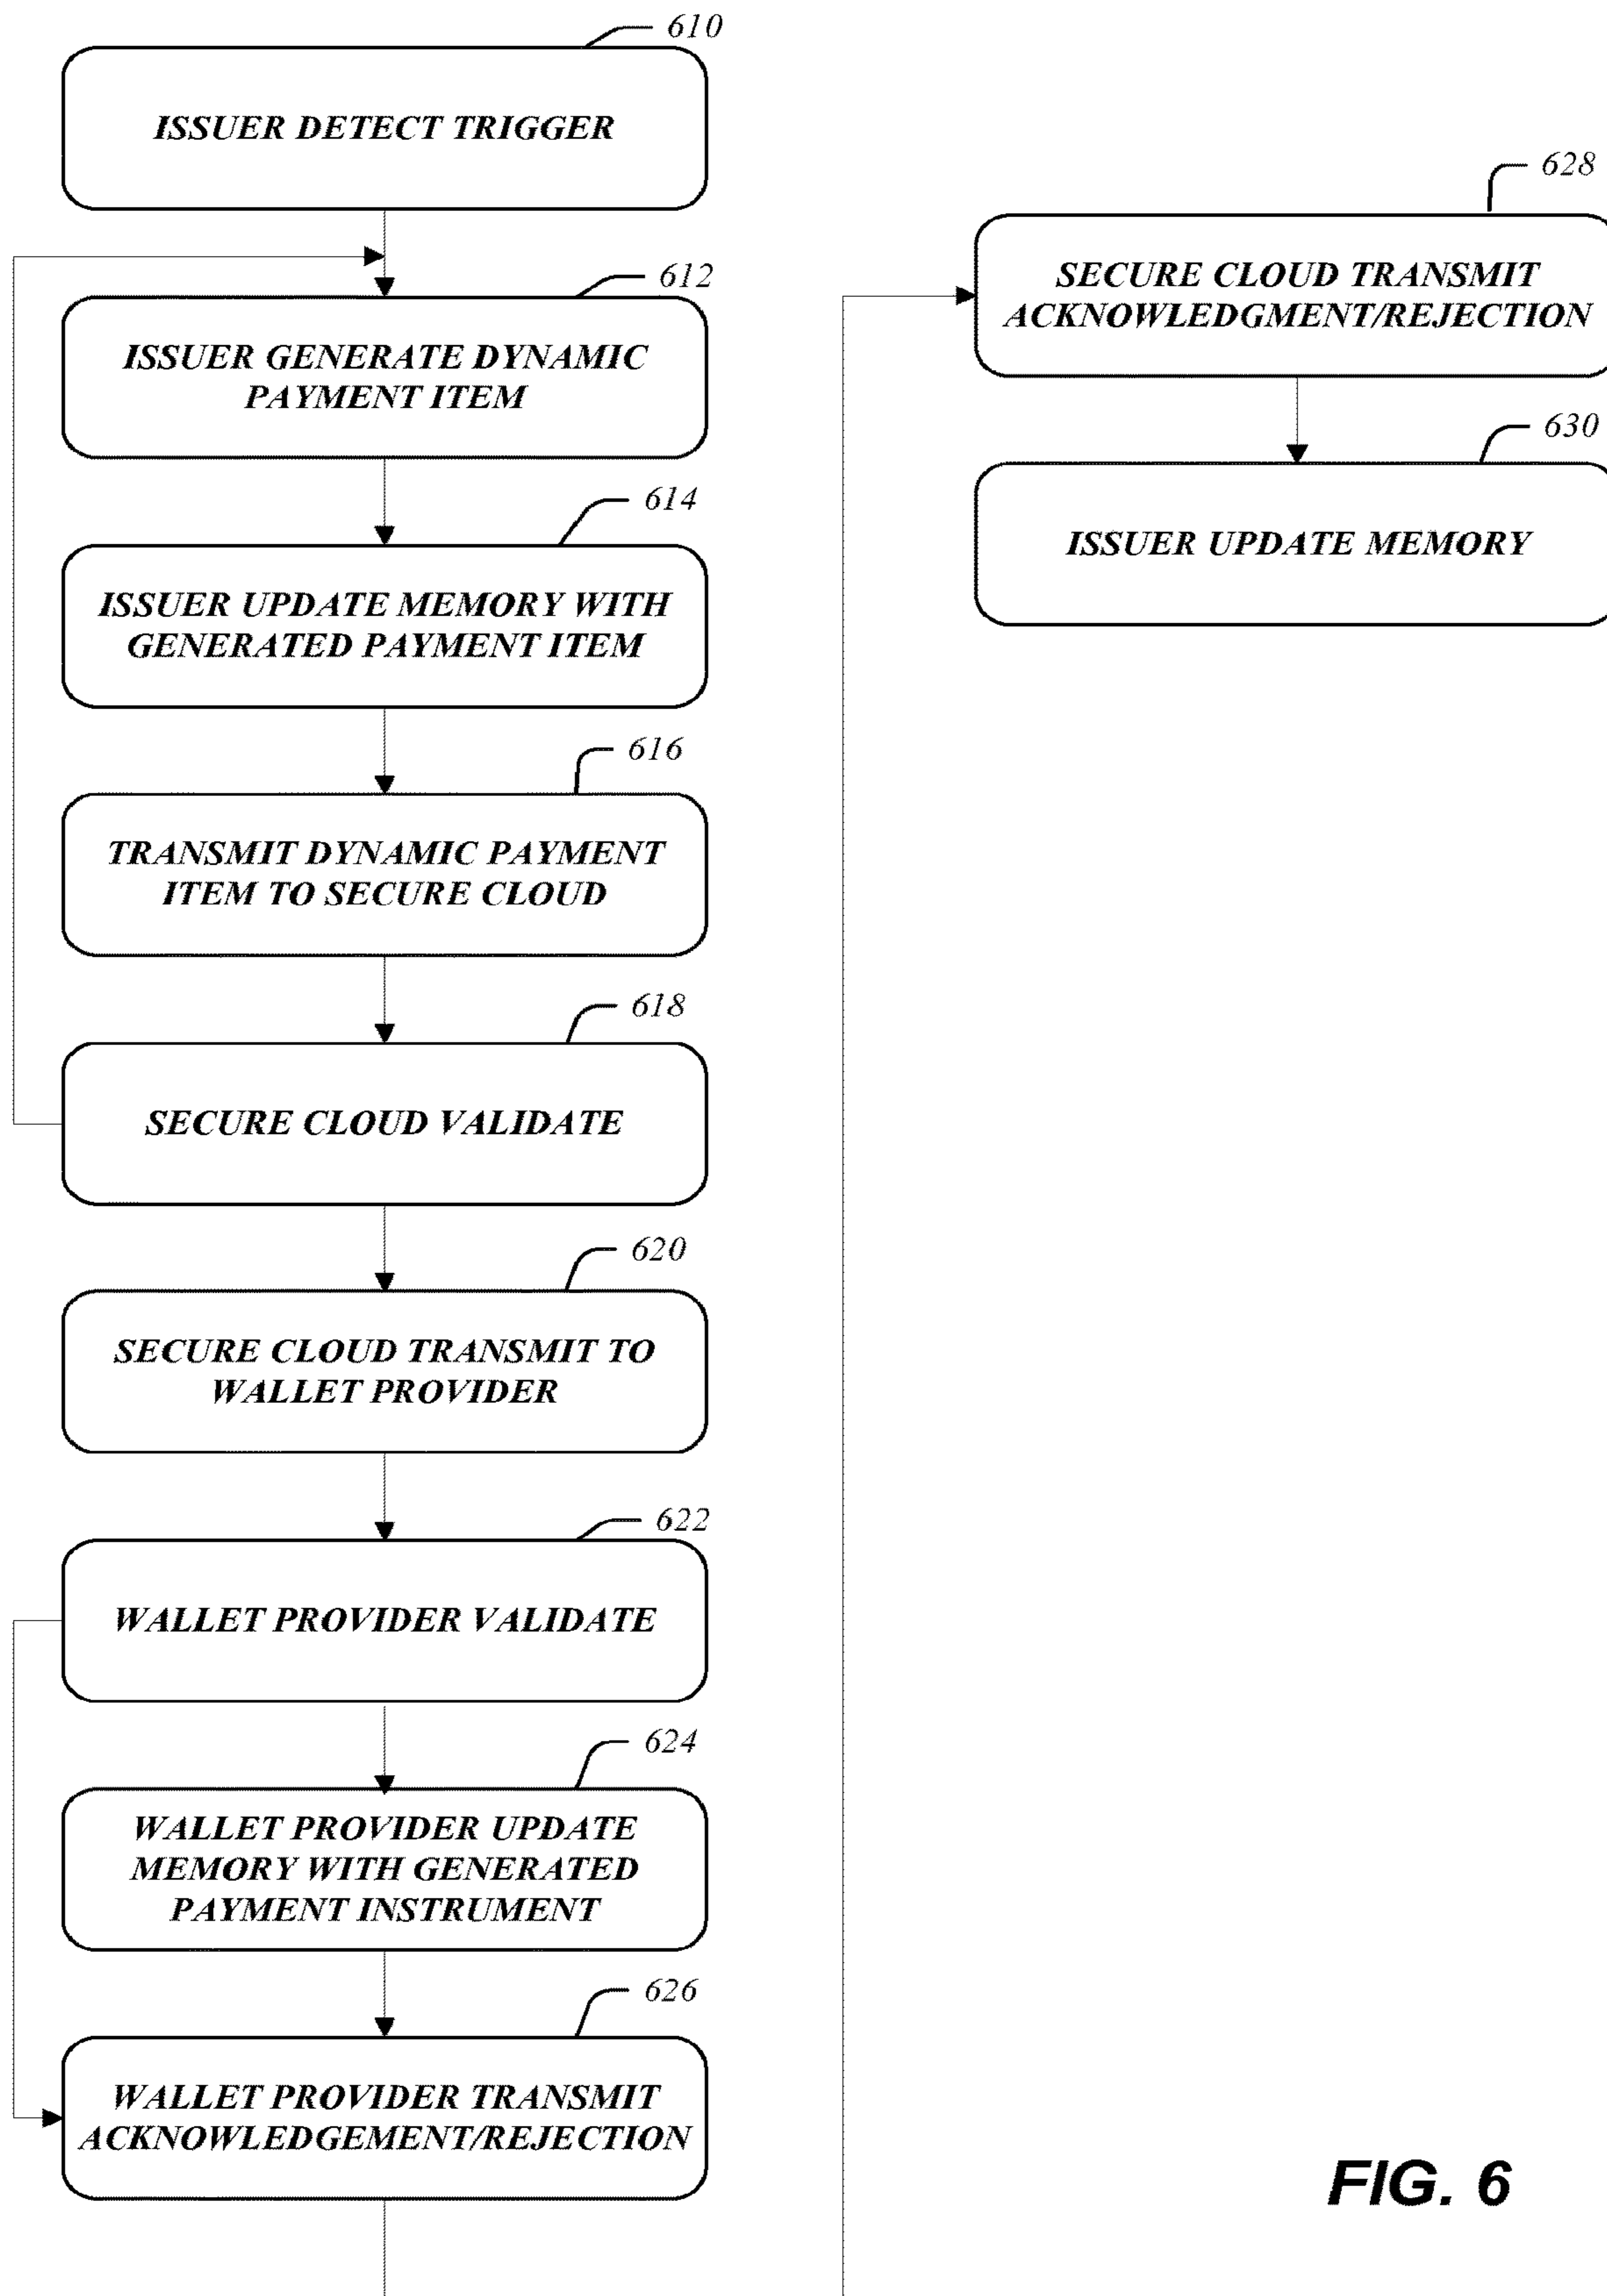 610
ISSUER DETECT TRIGGER
612
ISSUER GENERATE DYNAMIC
PAYMENT ITEM
614
ISSUER UPDATE MEMORY WITH
GENERATED PAYMENT ITEM
616
TRANSMIT DYNAMIC PAYMENT
ITEM TO SECURE CLOUD
618
SECURE CLOUD VALIDATE
620
SECURE CLOUD TRANSMIT TO
WALLET PROVIDER
622
WALLET PROVIDER VALIDATE
624
WALLET PROVIDER UPDATE
MEMORY WITH GENERATED
PAYMENT INSTRUMENT
626
WALLET PROVIDER TRANSMIT
ACKNOWLEDGEMENT/REJECTION
628
SECURE CLOUD TRANSMIT
ACKNOWLEDGMENT/REJECTION
630
ISSUER UPDATE MEMORY
FIG. 6